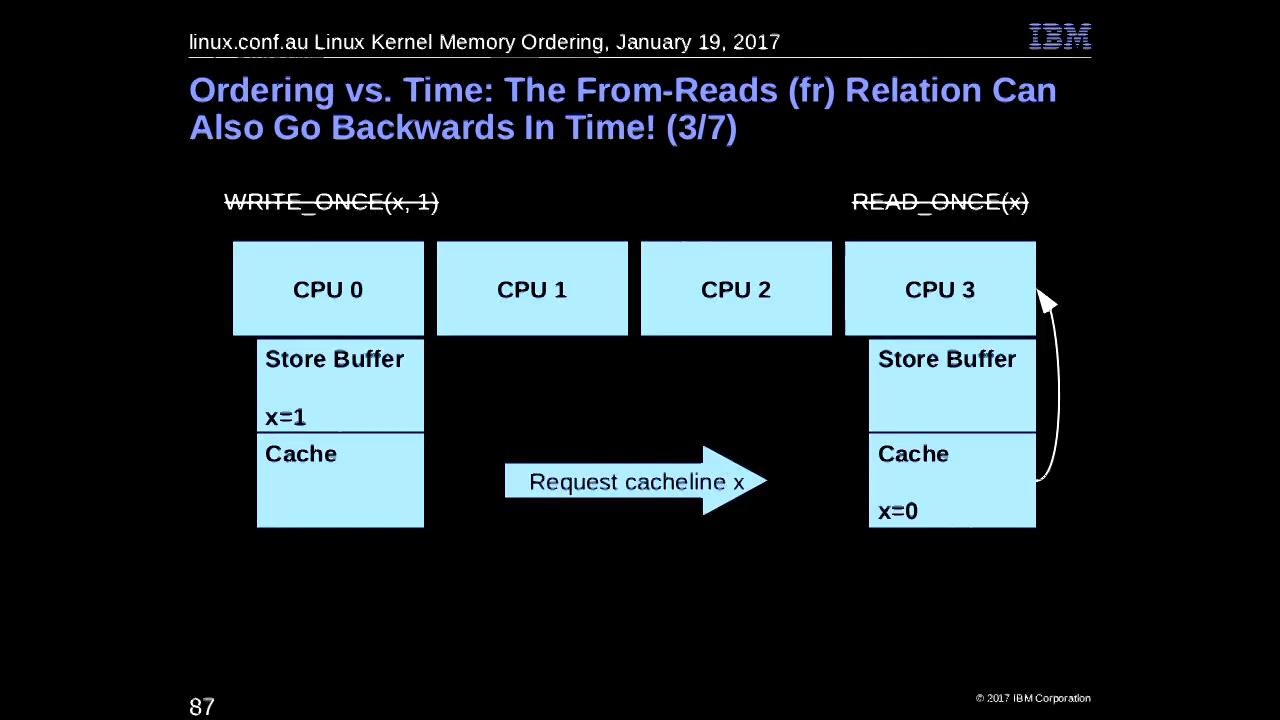 linux.conf.au Linux Kernel Memory Ordering, January 19, 2017
IBM
Ordering vs. Time: The From-Reads (fr) Relation Can
Also Go Backwards In Time! (3/7)
WRITE_ONCE(x, 1)
READ_ONCE(x)
CPU 0
CPU 1
CPU 2
CPU 3
Store Buffer
x=1
Cache
Request cacheline x
Store Buffer
Cache
x=0
87
© 2017 IBM Corporation